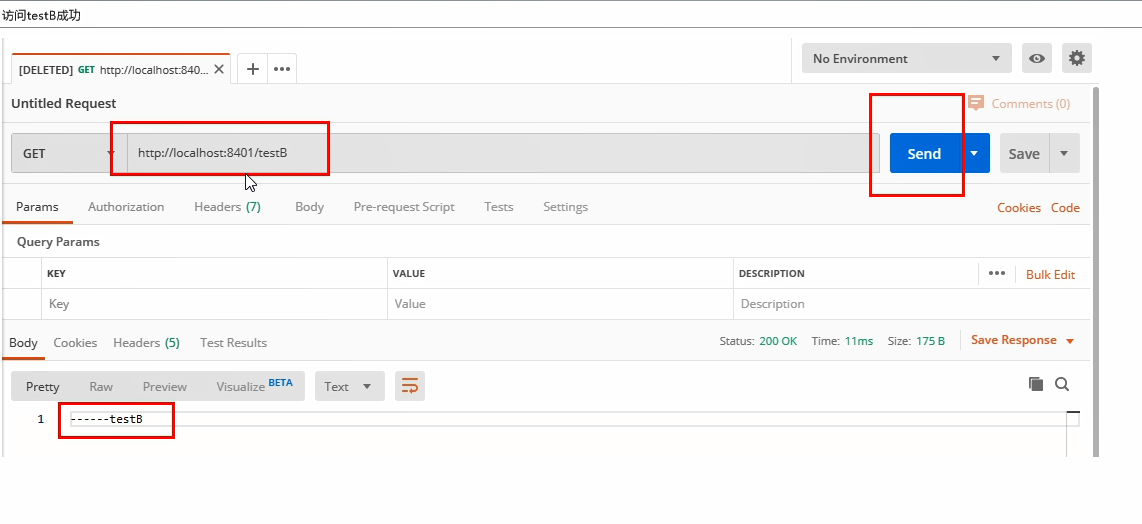 访问testB成功
[DELETED] GET http://localhost:840...
No Environment
Untitled Request
Comments (0)
GET
http://localhost:8401/testB
Send
Save
Params Authorization Headers (7) Body Pre-request Script Tests Settings
Cookies Code
Query Params
KEY VALUE DESCRIPTION
Bulk Edit
Key Value Description
Body Cookies Headers (5) Test Results
Status: 200 OK Time: 11ms Size: 175 B
Save Response
Pretty Raw Preview Visualize BETA
Text
1 ------testB